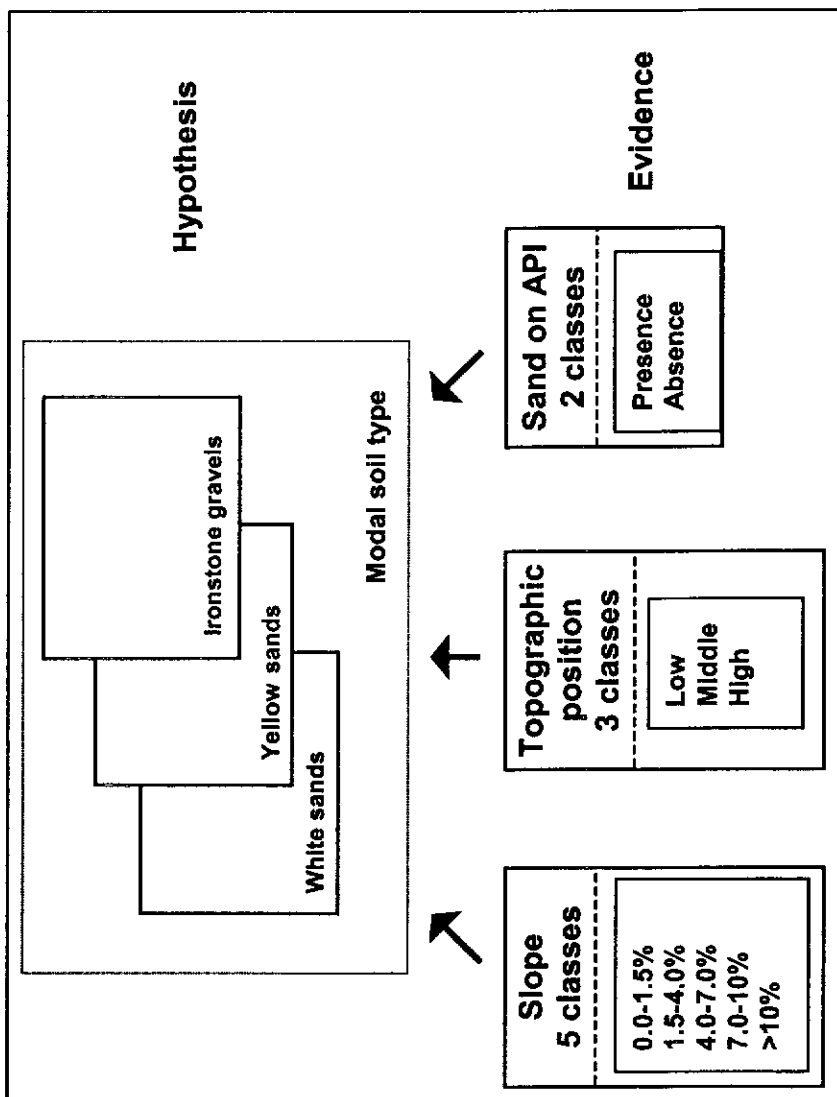 Hypothesis
Ironstone gravels
Yellow sands
White sands
Modal soil type
Slope
5 classes
0.0-1.5%
1.5-4.0%
4.0-7.0%
7.0-10%
>10%
Topographic
position
3 classes
Low
Middle
High
Sand on API
2 classes
Presence
Absence
Evidence